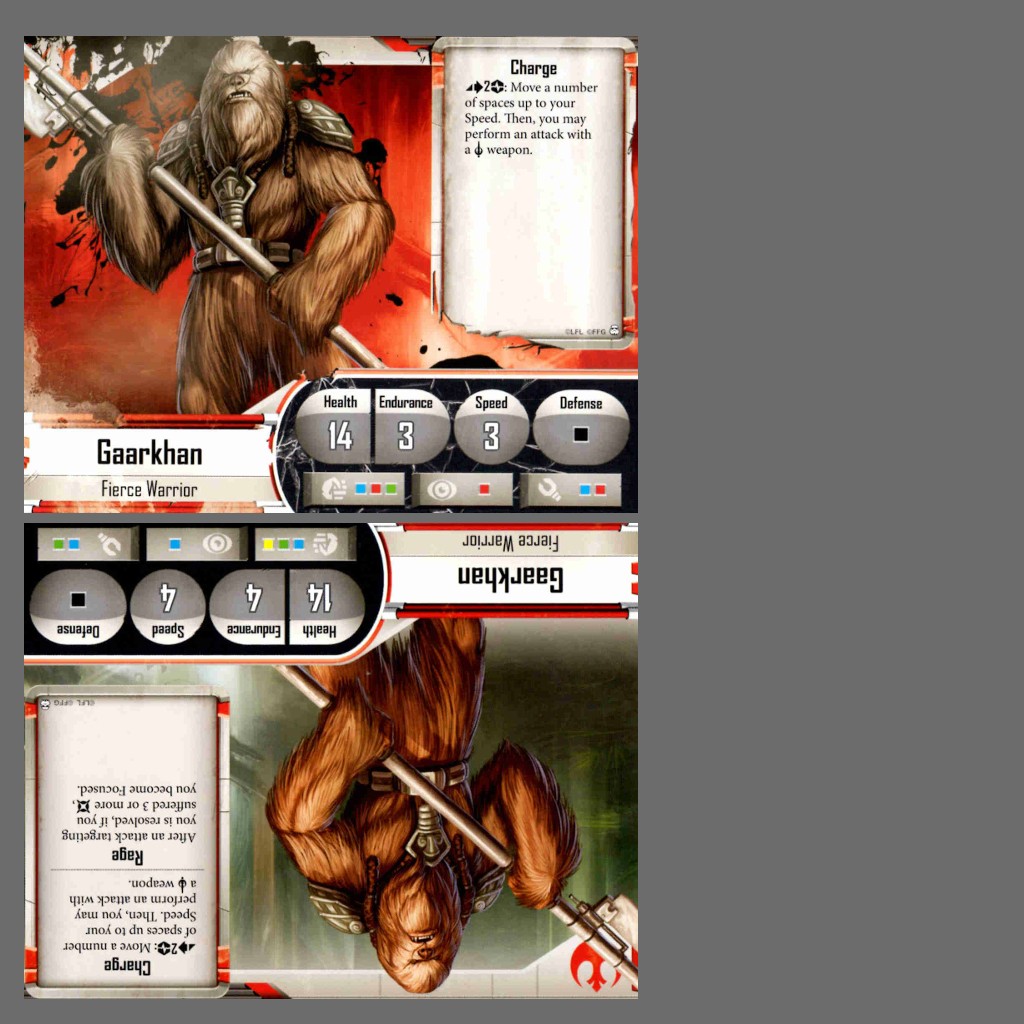 Charge
2: Move a number
of spaces up to your
Speed. Then, you may
perform an attack with
a weapon.
©LFL ©FFG
Health Endurance Speed Defense
14 3 3
Gaarkhan
Fierce Warrior
Gaarkhan
Fierce Warrior
Health Endurance Speed Defense
14 4 4
Charge
2: Move a number
of spaces up to your
Speed. Then, you may
perform an attack with
a weapon.
Rage
After an attack targeting
you is resolved, if you
suffered 3 or more ,
you become Focused.
©LFL ©FFG